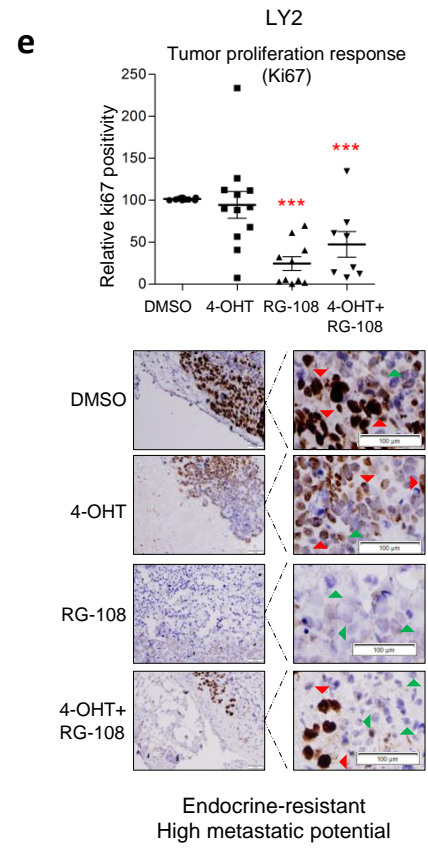 e
LY2
Tumor proliferation response
(Ki67)
Relative ki67 positivity
250
200
150
100
50
0
***
***
DMSO
4-OHT
RG-108
4-OHT+
RG-108
DMSO
100 µm
4-OHT
100 µm
RG-108
100 µm
4-OHT+
RG-108
100 µm
Endocrine-resistant
High metastatic potential